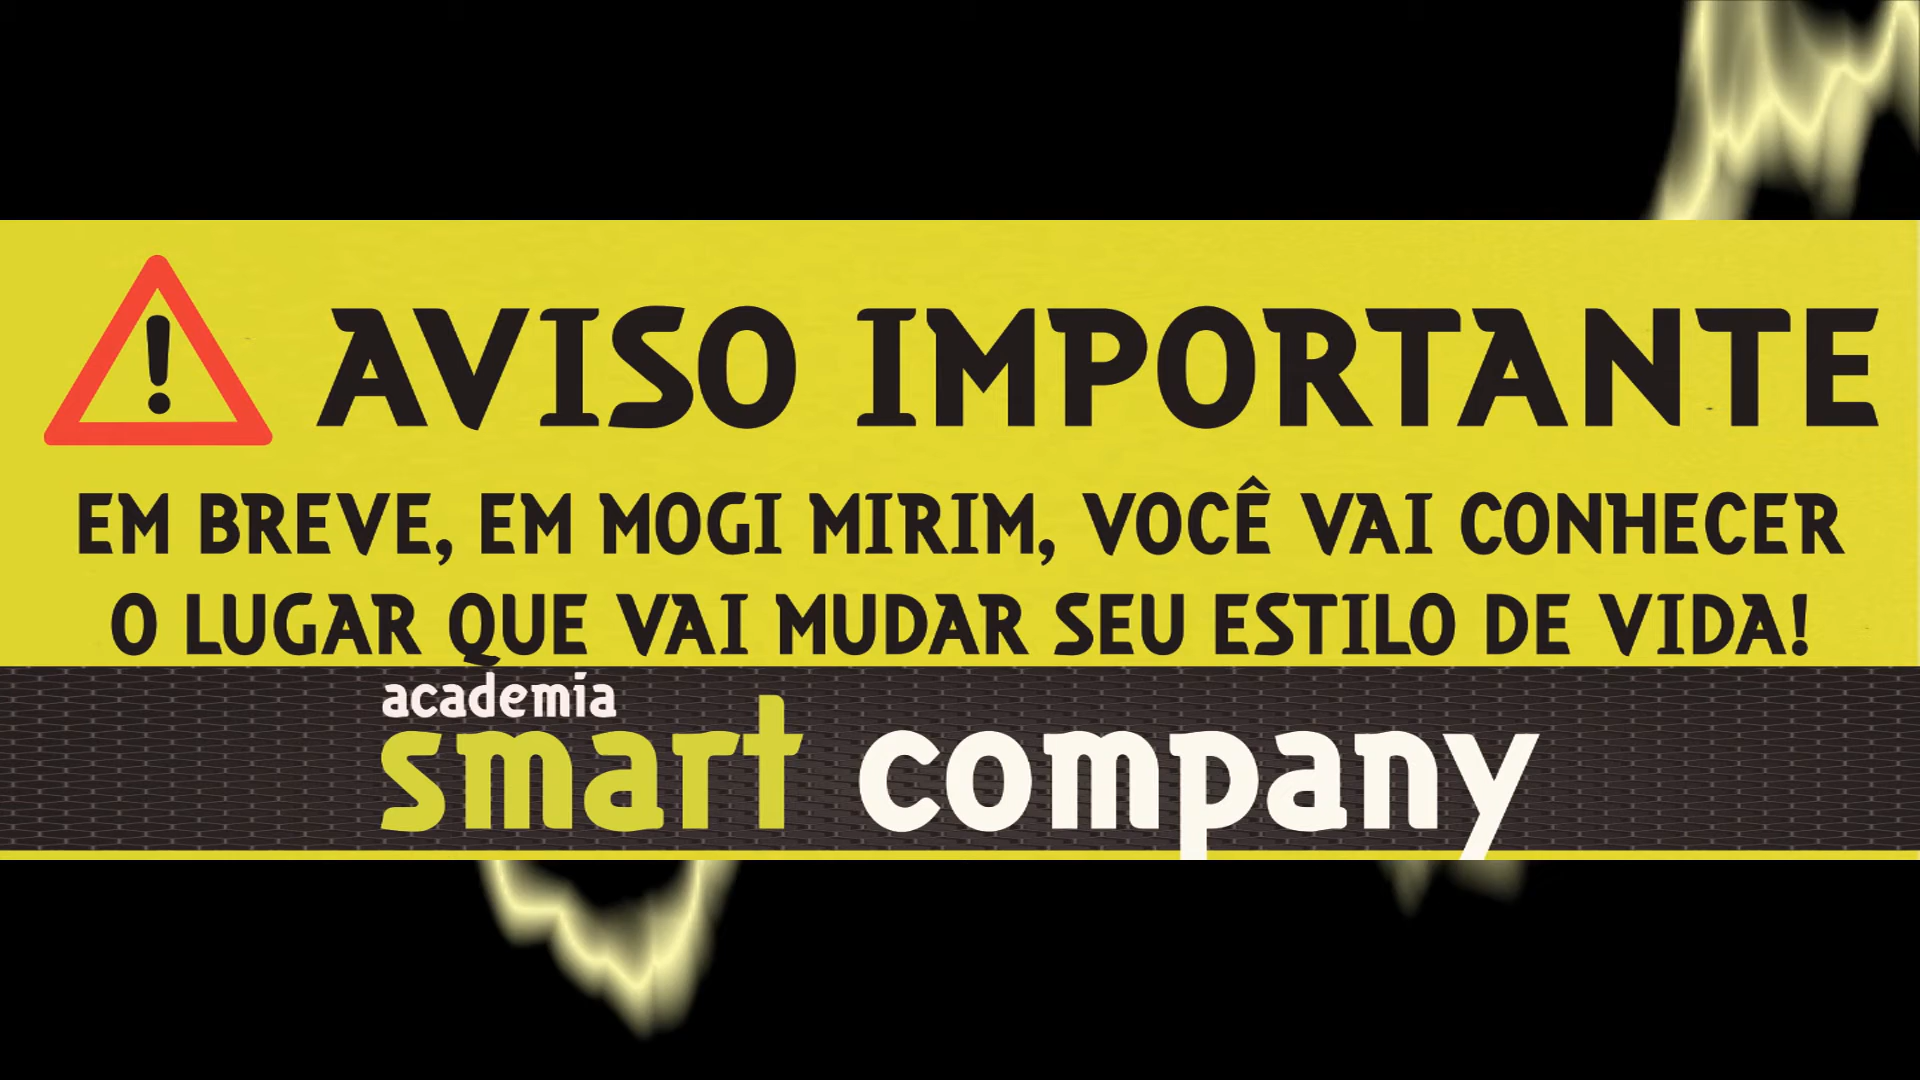 AVISO IMPORTANTE
EM BREVE, EM MOGI MIRIM, VOCÊ VAI CONHECER
O LUGAR QUE VAI MUDAR SEU ESTILO DE VIDA!
academia
smart company